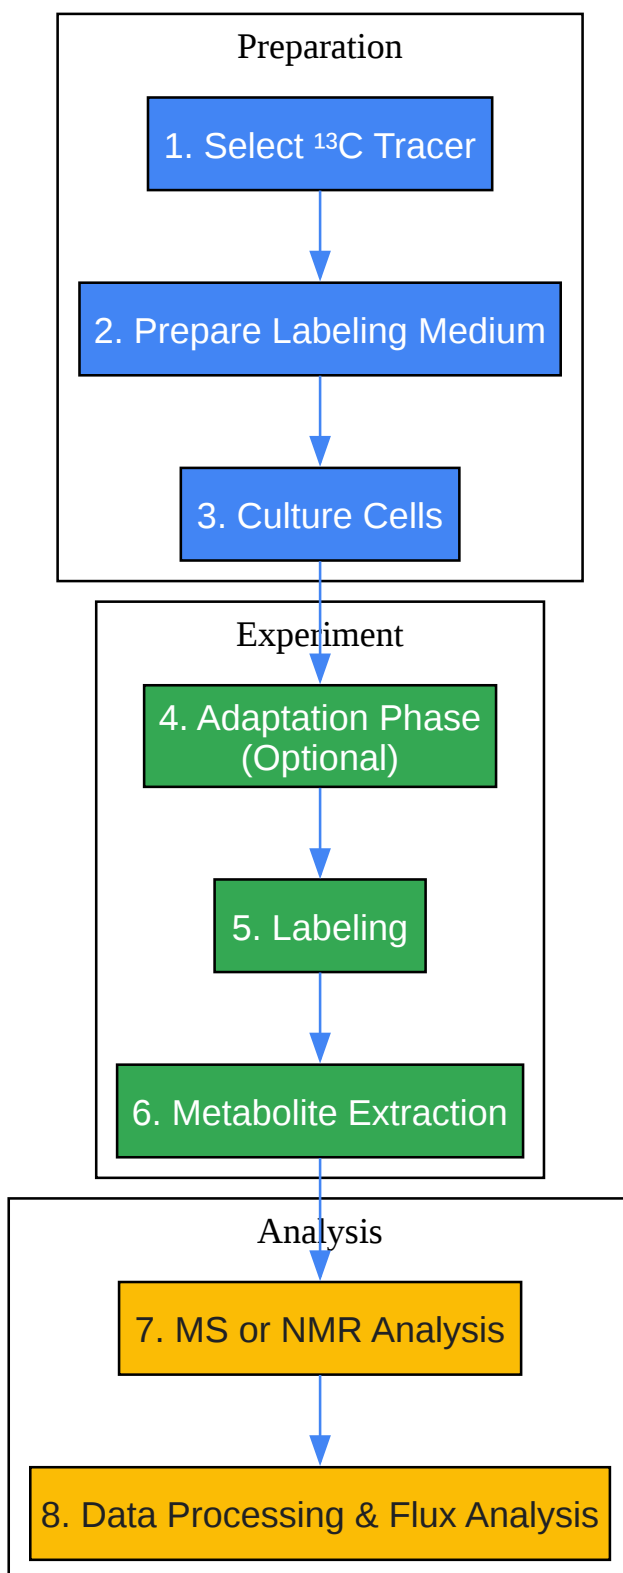 Preparation
1. Select ¹³C Tracer
2. Prepare Labeling Medium
3. Culture Cells
Experiment
4. Adaptation Phase
(Optional)
5. Labeling
6. Metabolite Extraction
Analysis
7. MS or NMR Analysis
8. Data Processing & Flux Analysis